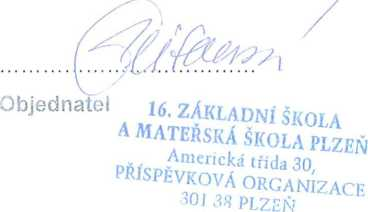 Objednatel
16. ZÁKLADNÍ ŠKOLA
A MATEŘSKÁ ŠKOLA PLZEŇ
Americká třída 30,
PŘÍSPĚVKOVÁ ORGANIZACE
301 38 PLZEŇ